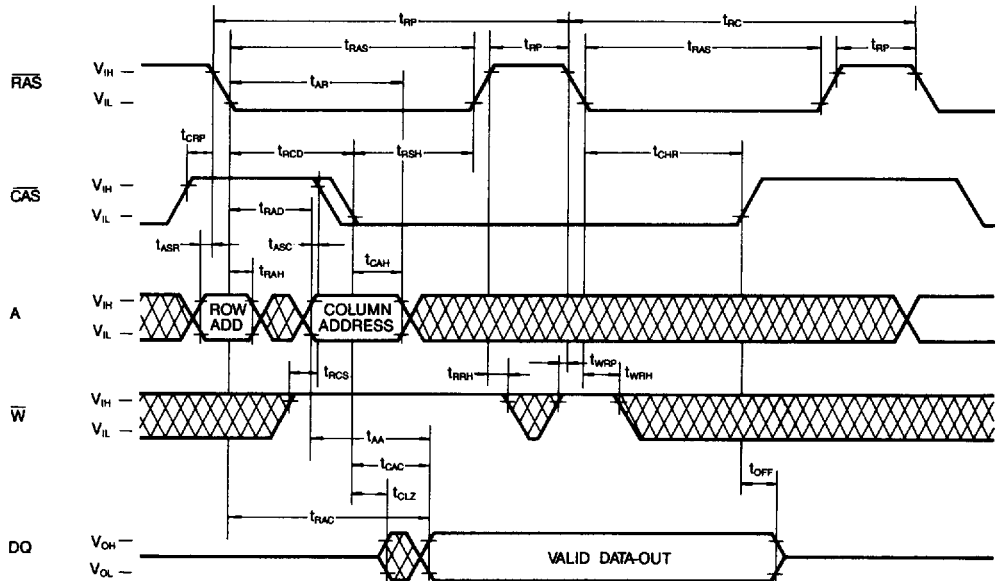 tRP tRC
tRAS tRP tRAS tRP
RAS VIH
VIL
tAR
tCRP tRCD tRSH tCHR
CAS VIH
VIL
tRAD
tASR tASC
tRAH tCAH
A VIH
VIL
ROW ADD
COLUMN ADDRESS
tRCS tRRH tWRP tWRH
W VIH
VIL
tAA
tCAC
tCLZ tOFF
tRAC
DQ VOH
VOL
VALID DATA-OUT